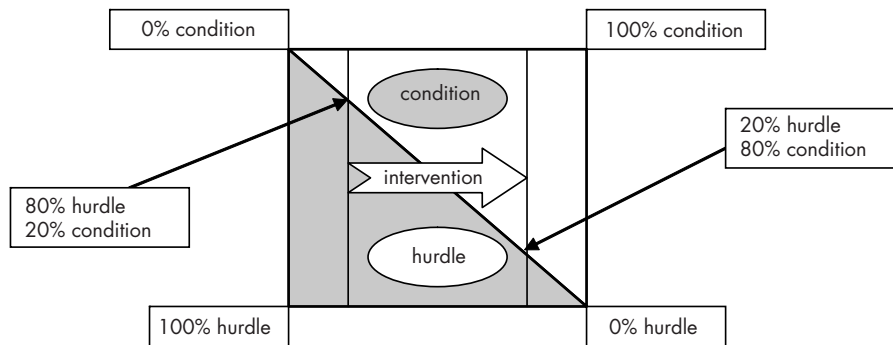 0% condition
100% condition
condition
20% hurdle
80% condition
intervention
80% hurdle
20% condition
hurdle
100% hurdle
0% hurdle